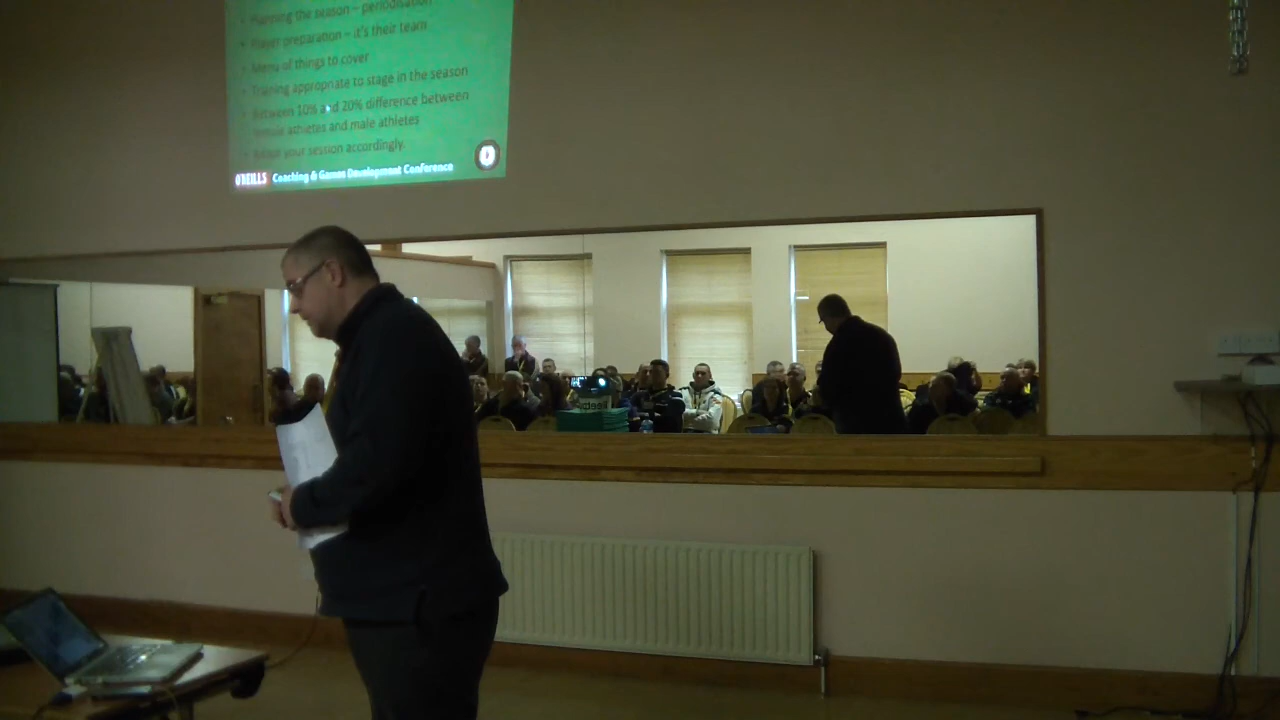 • Planning the season – periodisation
• Player preparation – it's their team
• Menu of things to cover
• Training appropriate to stage in the season
• Between 10% and 20% difference between
female athletes and male athletes
• Adapt your session accordingly.
O'NEILLS Coaching & Games Development Conference